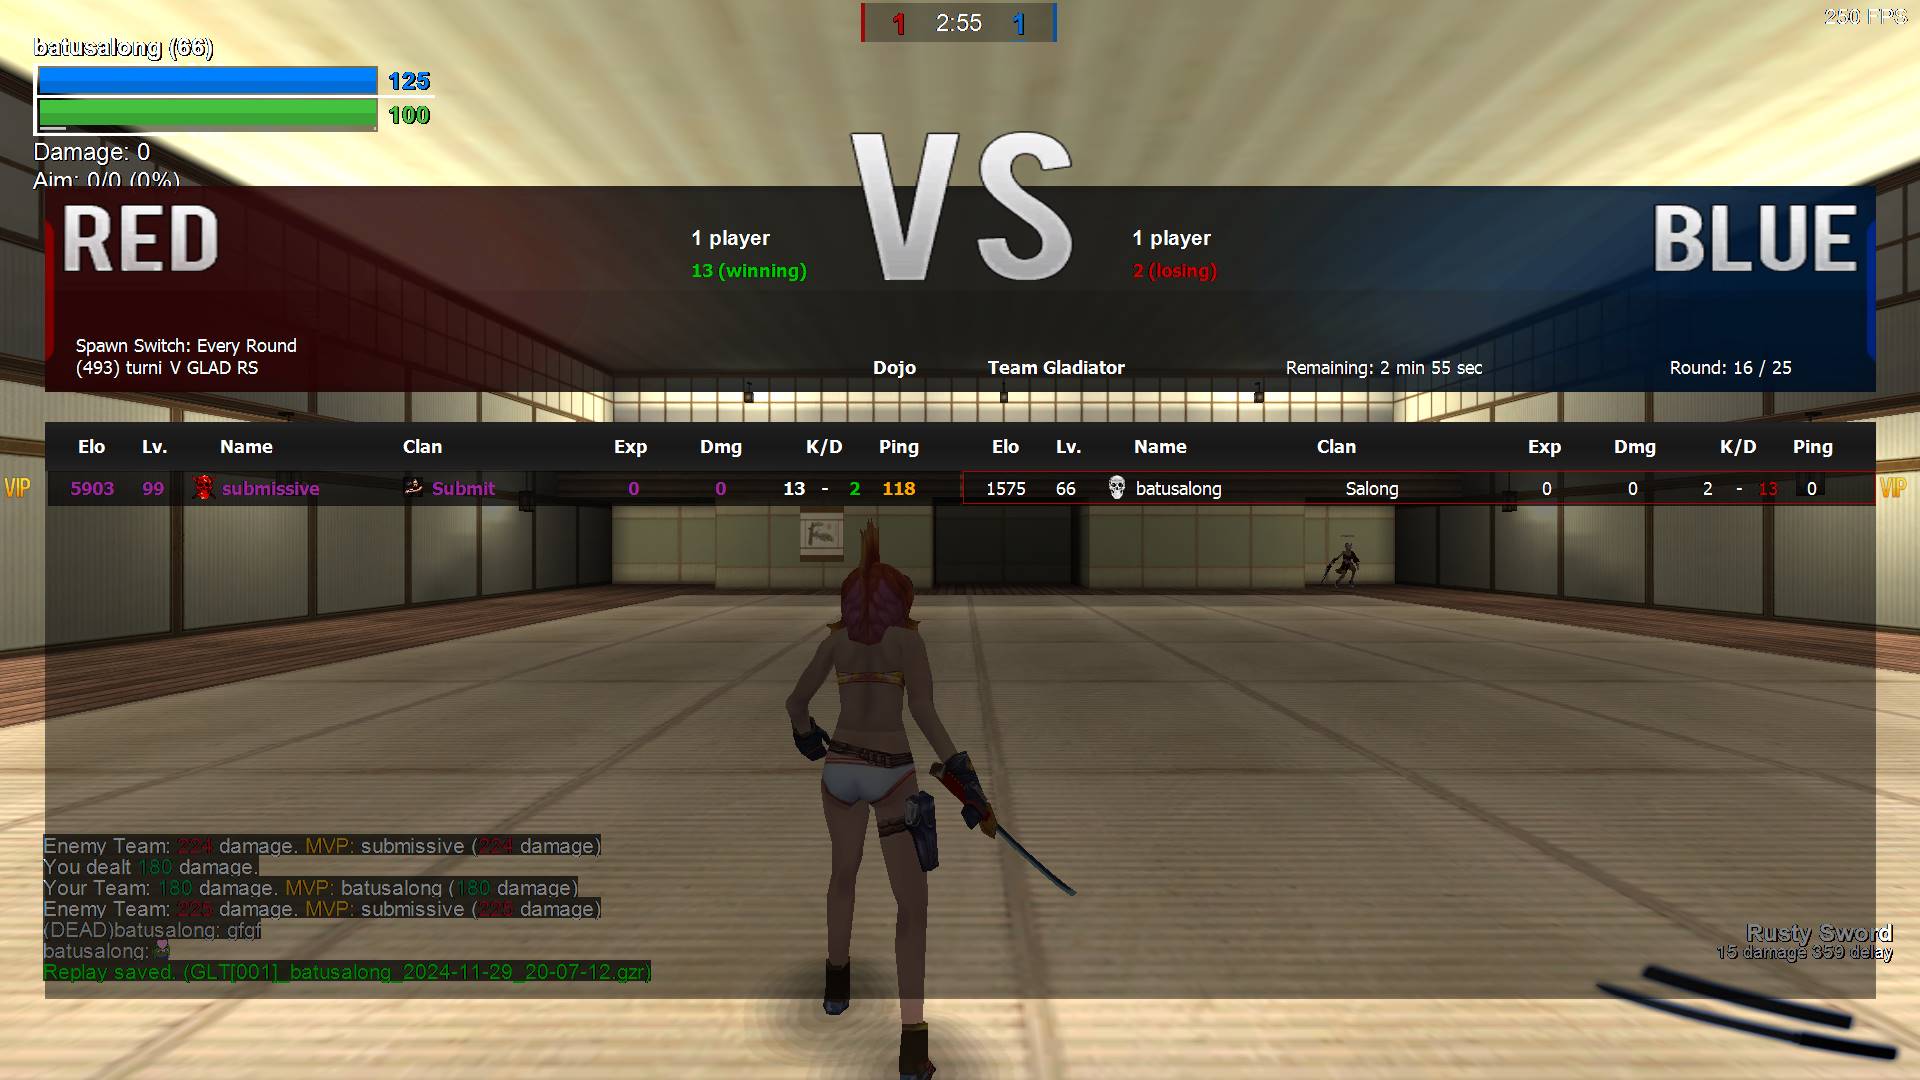 1 2:55 1
250 FPS
batusalong (66)
125
100
Damage: 0
Aim: 0/0 (0%)
VS
RED
BLUE
1 player
1 player
13 (winning)
2 (losing)
Spawn Switch: Every Round
(493) turni V GLAD RS
Dojo
Team Gladiator
Remaining: 2 min 55 sec
Round: 16 / 25
Elo Lv. Name Clan Exp Dmg K/D Ping Elo Lv. Name Clan Exp Dmg K/D Ping
VIP 5903 99 submissive Submit 0 0 13 - 2 118 1575 66 batusalong Salong 0 0 2 - 13 0 VIP
Enemy Team: 224 damage. MVP: submissive (224 damage)
You dealt 180 damage.
Your Team: 180 damage. MVP: batusalong (180 damage)
Enemy Team: 225 damage. MVP: submissive (225 damage)
(DEAD)batusalong: gfgf
batusalong:
Replay saved. (GLT[001]_batusalong_2024-11-29_20-07-12.gzr)
Rusty Sword
15 damage 359 delay